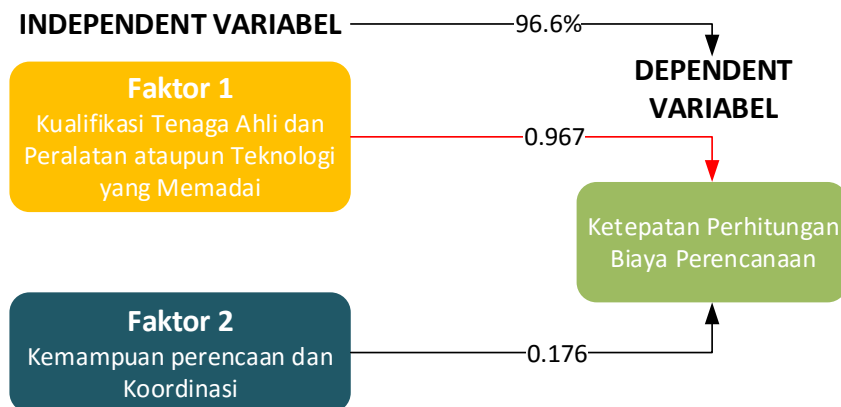 INDEPENDENT VARIABEL
96.6%
DEPENDENT
VARIABEL
Faktor 1
Kualifikasi Tenaga Ahli dan
Peralatan ataupun Teknologi
yang Memadai
0.967
Ketepatan Perhitungan
Biaya Perencanaan
Faktor 2
Kemampuan perencaan dan
Koordinasi
0.176